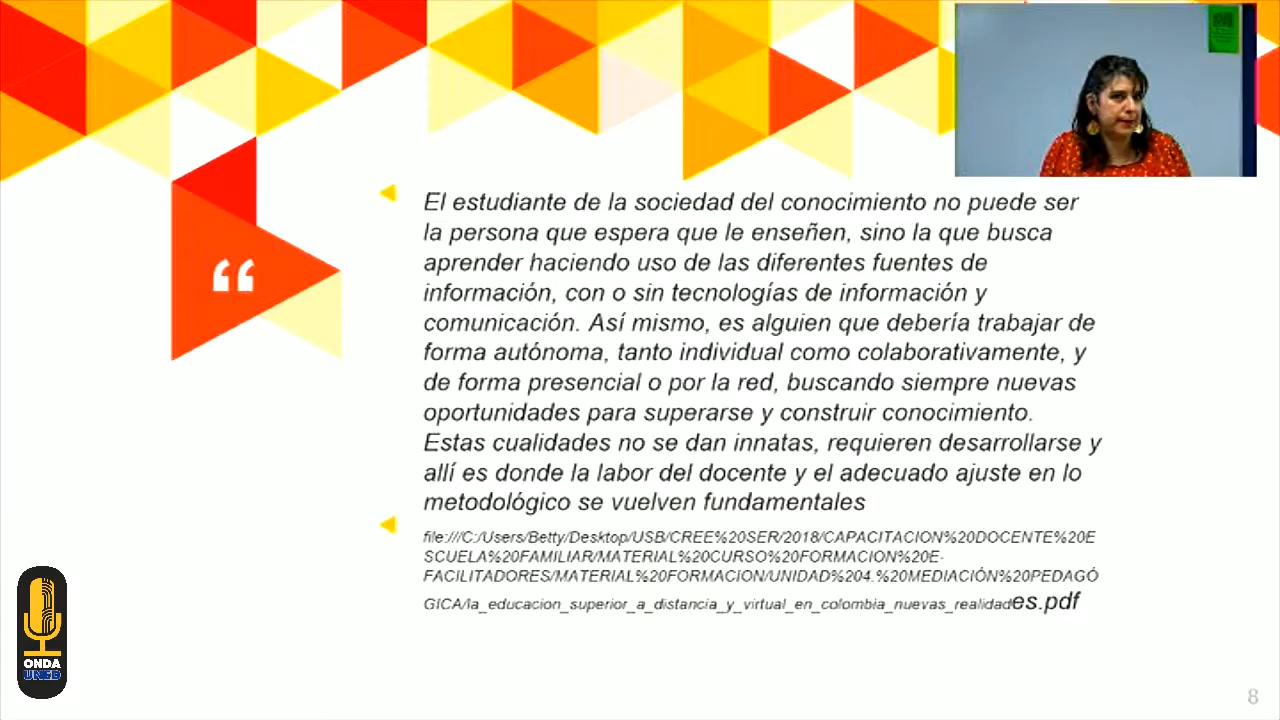 “
El estudiante de la sociedad del conocimiento no puede ser
la persona que espera que le enseñen, sino la que busca
aprender haciendo uso de las diferentes fuentes de
información, con o sin tecnologías de información y
comunicación. Así mismo, es alguien que debería trabajar de
forma autónoma, tanto individual como colaborativamente, y
de forma presencial o por la red, buscando siempre nuevas
oportunidades para superarse y construir conocimiento.
Estas cualidades no se dan innatas, requieren desarrollarse y
allí es donde la labor del docente y el adecuado ajuste en lo
metodológico se vuelven fundamentales
file:///C:/Users/Betty/Desktop/USB/CREE%20SER/2018/CAPACITACION%20DOCENTE%20E
SCUELA%20FAMILIAR/MATERIAL%20CURSO%20FORMACION%20E-
FACILITADORES/MATERIAL%20FORMACION/UNIDAD%204.%20MEDIACIÓN%20PEDAGÓ
GICA/la_educacion_superior_a_distancia_y_virtual_en_colombia_nuevas_realidades.pdf
ONDA
UNED
8